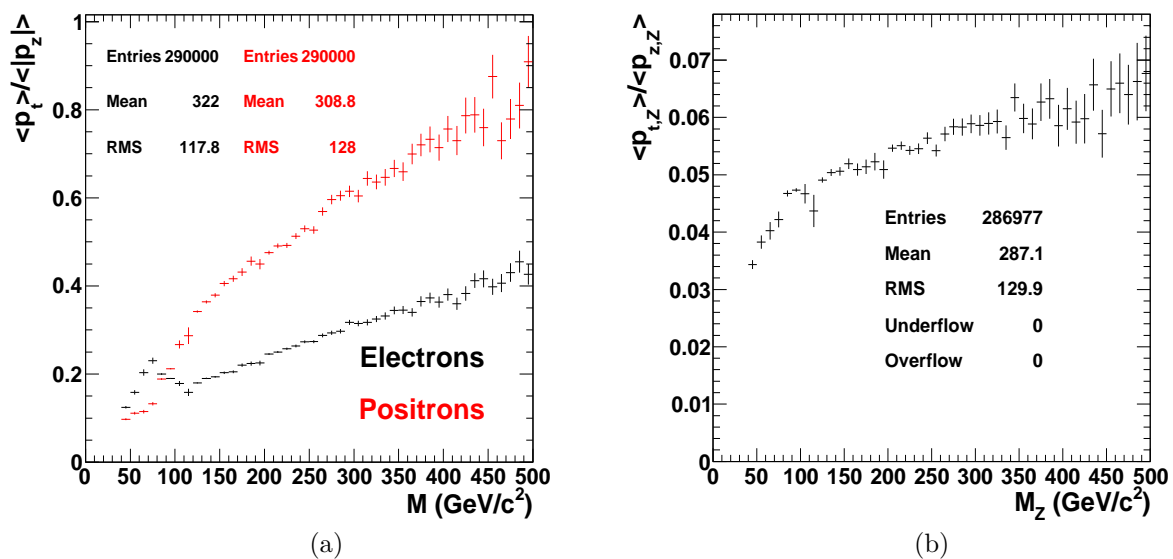 <p_t>/<|p_z|>
1
0.8
0.6
0.4
0.2
0
Entries 290000
Mean 322
RMS 117.8
Entries 290000
Mean 308.8
RMS 128
Electrons
Positrons
0 50 100 150 200 250 300 350 400 450 500
M (GeV/c^2)
(a)
<p_{t,Z}>/<p_{z,Z}>
0.07
0.06
0.05
0.04
0.03
0.02
0.01
0
Entries 286977
Mean 287.1
RMS 129.9
Underflow 0
Overflow 0
0 50 100 150 200 250 300 350 400 450 500
M_Z (GeV/c^2)
(b)